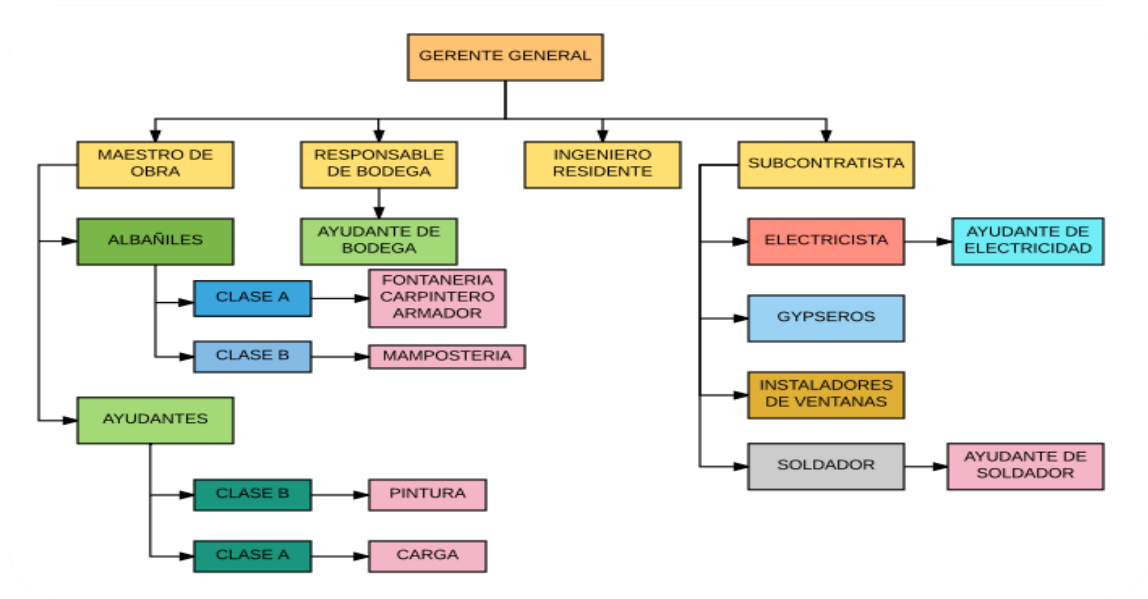 GERENTE GENERAL
MAESTRO DE
OBRA
RESPONSABLE
DE BODEGA
INGENIERO
RESIDENTE
SUBCONTRATISTA
ALBAÑILES
AYUDANTE DE
BODEGA
ELECTRICISTA
AYUDANTE DE
ELECTRICIDAD
CLASE A
FONTANERIA
CARPINTERO
ARMADOR
GYPSEROS
CLASE B
MAMPOSTERIA
INSTALADORES
DE VENTANAS
AYUDANTES
SOLDADOR
AYUDANTE DE
SOLDADOR
CLASE B
PINTURA
CLASE A
CARGA